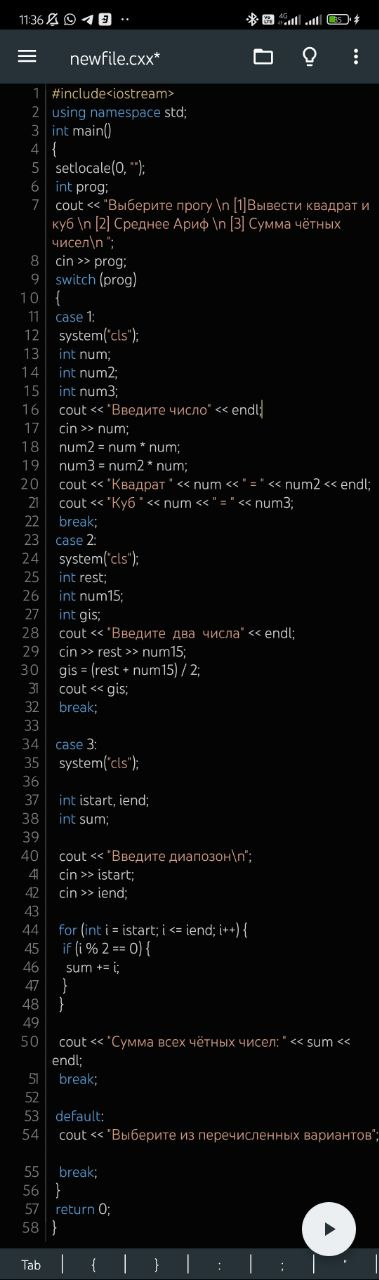 11:36
4G
85
newfile.cxx*
1 #include<iostream>
2 using namespace std;
3 int main()
4 {
5 setlocale(0, "");
6 int prog;
7 cout << "Выберите прогу \n [1]Вывести квадрат и
куб \n [2] Среднее Ариф \n [3] Сумма чётных
чисел\n ";
8 cin >> prog;
9 switch (prog)
10 {
11 case 1:
12 system("cls");
13 int num;
14 int num2;
15 int num3;
16 cout << "Введите число" << endl;
17 cin >> num;
18 num2 = num * num;
19 num3 = num2 * num;
20 cout << "Квадрат " << num << " = " << num2 << endl;
21 cout << "Куб " << num << " = " << num3;
22 break;
23 case 2:
24 system("cls");
25 int rest;
26 int num15;
27 int gis;
28 cout << "Введите  два  числа" << endl;
29 cin >> rest >> num15;
30 gis = (rest + num15) / 2;
31 cout << gis;
32 break;
33
34 case 3:
35 system("cls");
36
37 int istart, iend;
38 int sum;
39
40 cout << "Введите диапозон\n";
41 cin >> istart;
42 cin >> iend;
43
44 for (int i = istart; i <= iend; i++) {
45 if (i % 2 == 0) {
46 sum += i;
47 }
48 }
49
50 cout << "Сумма всех чётных чисел: " << sum <<
endl;
51 break;
52
53 default:
54 cout << "Выберите из перечисленных вариантов";
55 break;
56 }
57 return 0;
58 }
Tab { } : ; "